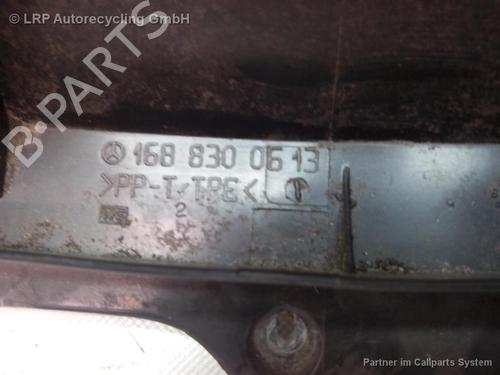 © LRP Autorecycling GmbH
B-PARTS
168 830 06 13
>PP-T/TPE<
2
Partner im Callparts System